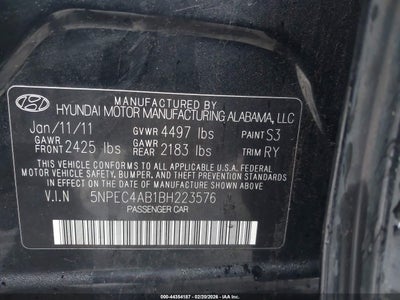 MANUFACTURED BY
HYUNDAI MOTOR MANUFACTURING ALABAMA, LLC
Jan/11/11 GVWR 4497 lbs PAINT S3
GAWR FRONT 2425 lbs GAWR REAR 2183 lbs TRIM RY
THIS VEHICLE CONFORMS TO ALL APPLICABLE U.S. FEDERAL
MOTOR VEHICLE SAFETY, BUMPER, AND THEFT PREVENTION
STANDARDS IN EFFECT ON THE DATE OF MANUFACTURE SHOWN ABOVE.
V.I.N 5NPEC4AB1BH223576
PASSENGER CAR
000-44354187 - 02/20/2026 - IAAI.COM